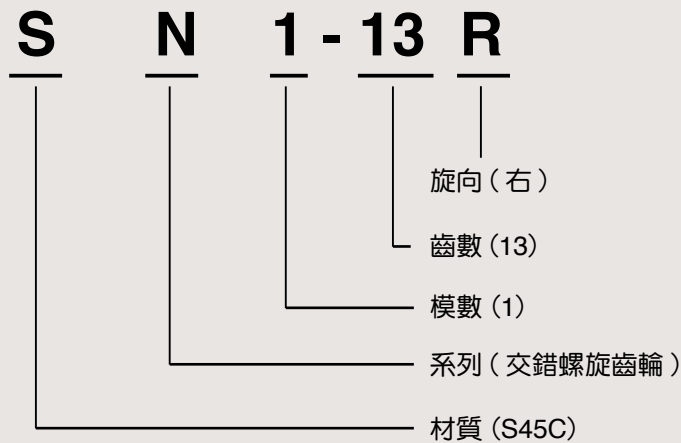 S N 1 - 13 R
旋向 ( 右 )
齒數 (13)
模數 (1)
系列 ( 交錯螺旋齒輪 )
材質 (S45C)